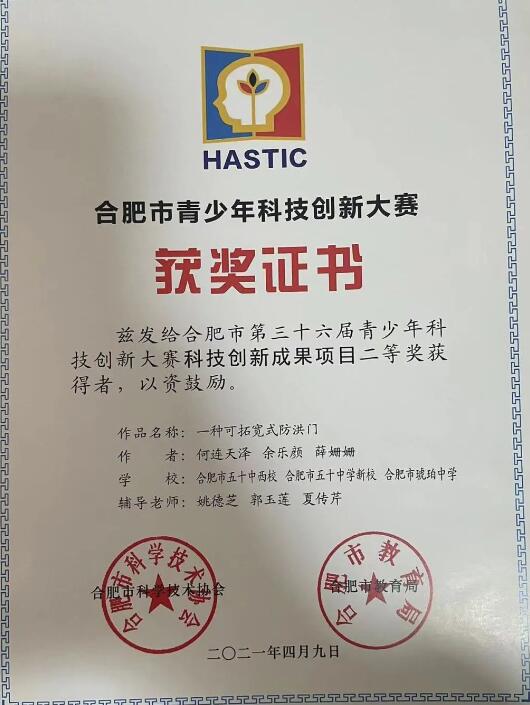 HASTIC
合肥市青少年科技创新大赛
获奖证书
兹发给合肥市第三十六届青少年科
技创新大赛科技创新成果项目二等奖获
得者，以资鼓励。
作品名称：一种可拓宽式防洪门
作 者：何连天泽 余乐颜 薛姗姗
学 校：合肥市五十中西校 合肥市五十中学新校 合肥市琥珀中学
辅导老师：姚德芝 郭玉莲 夏传芹
合肥市科学技术协会 合肥市教育局
合肥市科学技术协会 合肥市教育局
二〇二一年四月九日